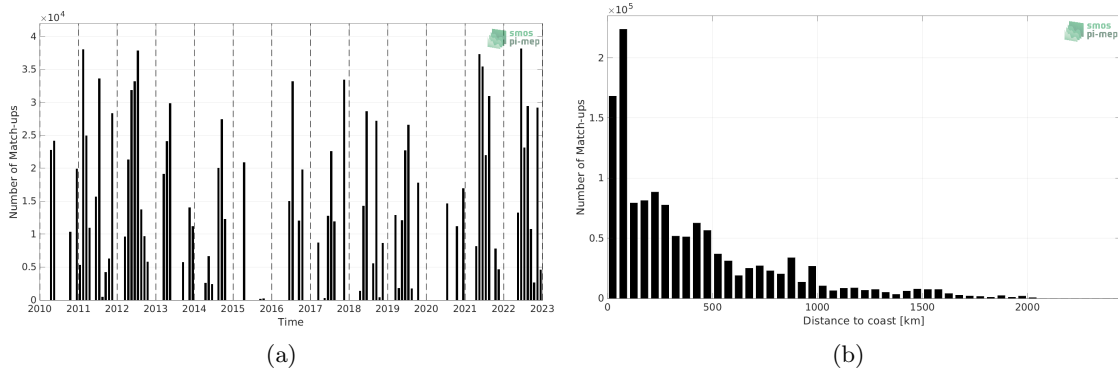 ×10⁴
4
3.5
3
2.5
2
1.5
1
0.5
0
Number of Match-ups
2010 2011 2012 2013 2014 2015 2016 2017 2018 2019 2020 2021 2022 2023
Time
smos
pi-mep
(a)
×10⁵
2
1.5
1
0.5
0
Number of Match-ups
0 500 1000 1500 2000
Distance to coast [km]
smos
pi-mep
(b)